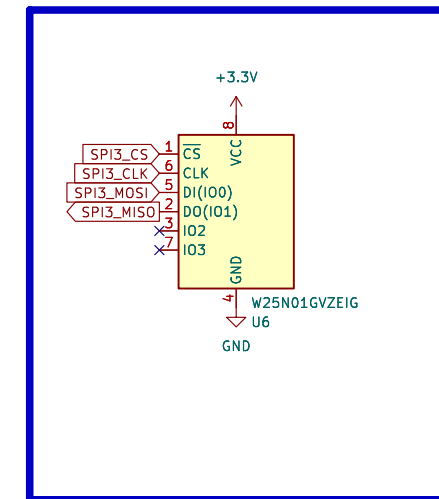 +3.3V
8
VCC
SPI3_CS 1 CS
SPI3_CLK 6 CLK
SPI3_MOSI 5 DI(IO0)
SPI3_MISO 2 DO(IO1)
3 IO2
7 IO3
GND
4
W25N01GVZEIG
U6
GND